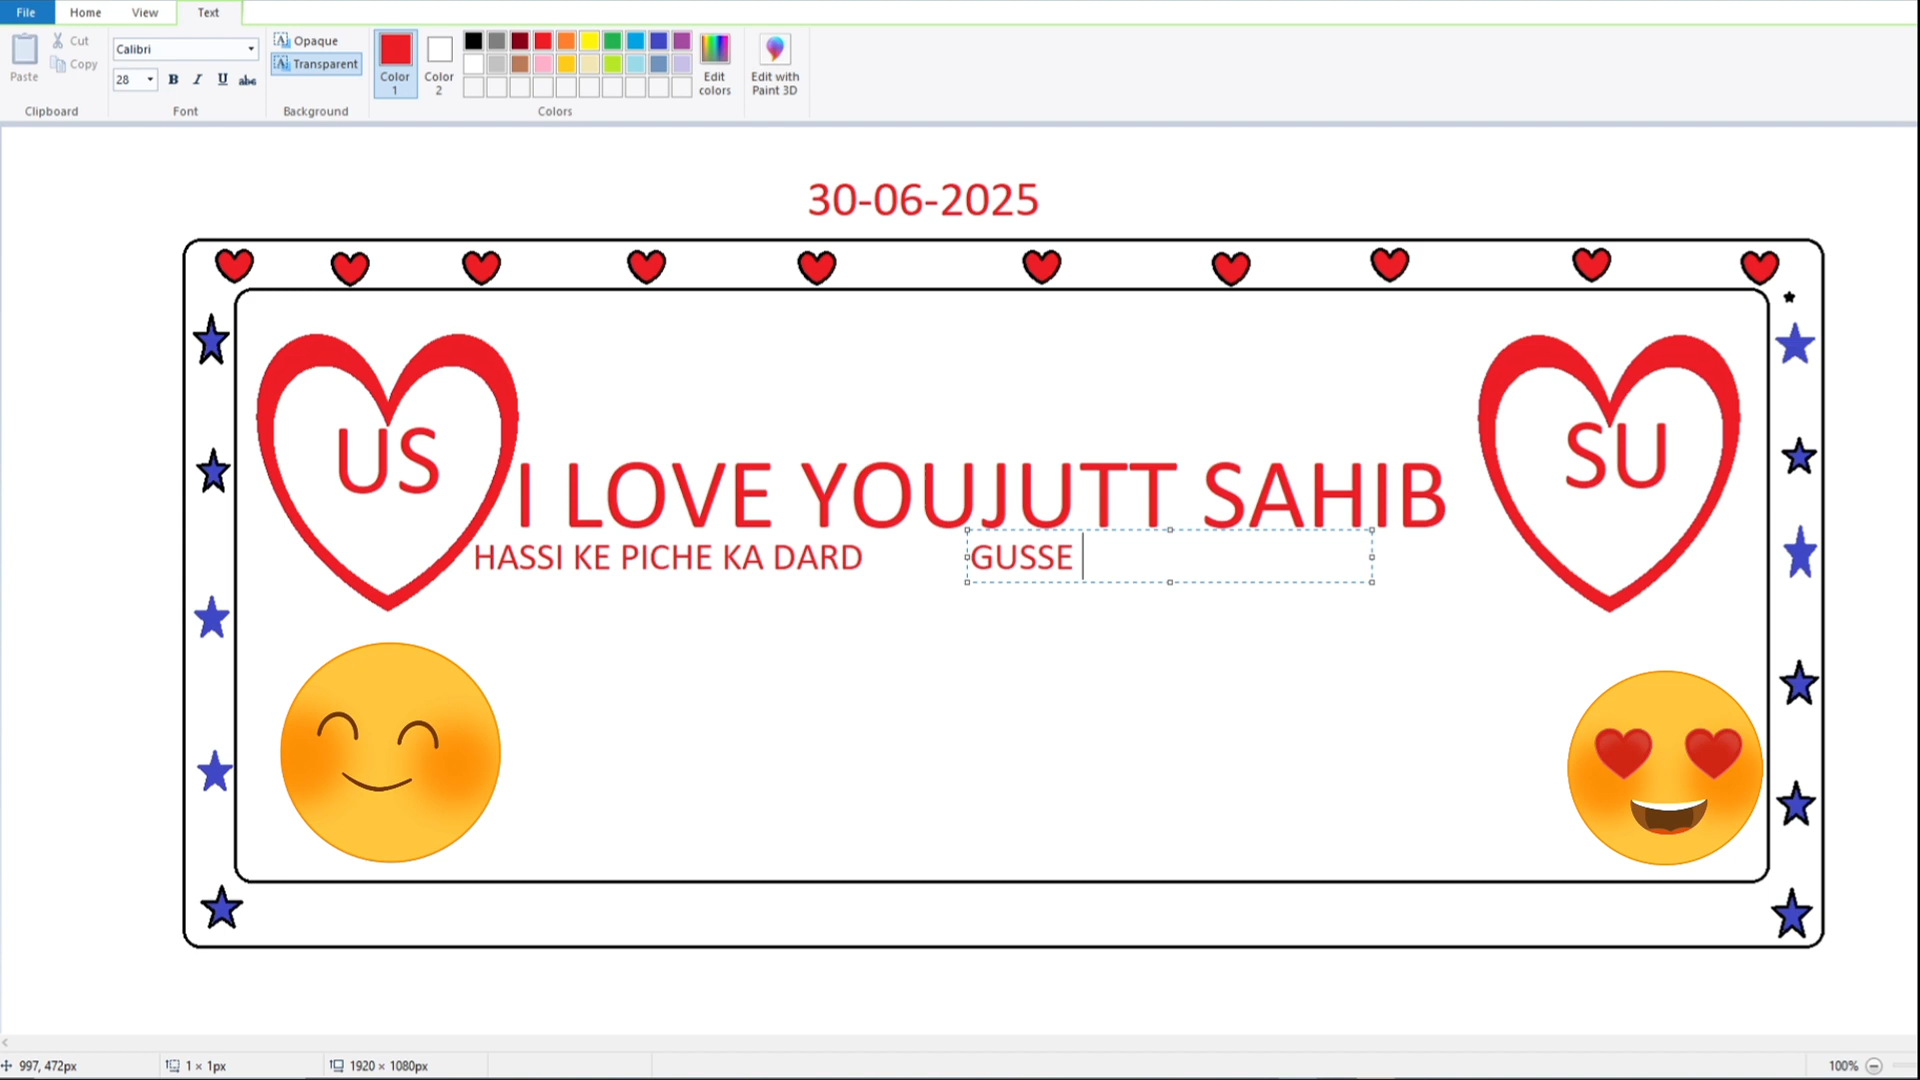 File Home View Text
Paste Cut Copy Clipboard
Calibri
28 B I U abc
Font
Opaque
Transparent
Background
Color 1 Color 2
Edit colors
Colors
Edit with Paint 3D
30-06-2025
US
SU
I LOVE YOUJUTT SAHIB
HASSI KE PICHE KA DARD GUSSE
997, 472px 1 × 1px 1920 × 1080px 100%